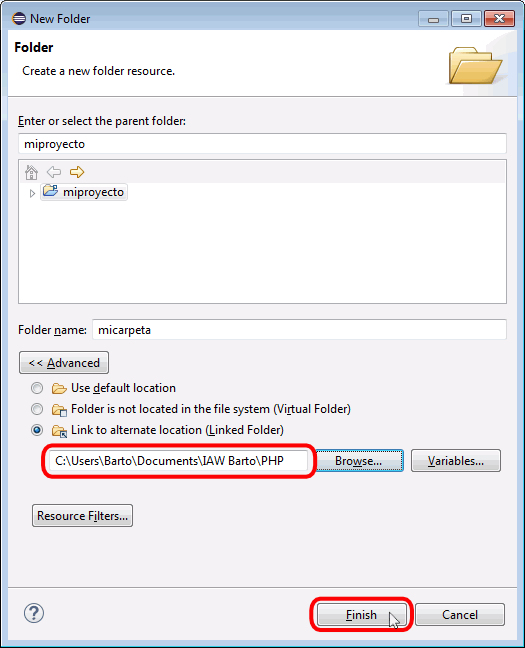 New Folder
Folder
Create a new folder resource.
Enter or select the parent folder:
miproyecto
miproyecto
Folder name: micarpeta
<< Advanced
Use default location
Folder is not located in the file system (Virtual Folder)
Link to alternate location (Linked Folder)
C:\Users\Barto\Documents\IAW Barto\PHP Browse... Variables...
Resource Filters...
? Finish Cancel